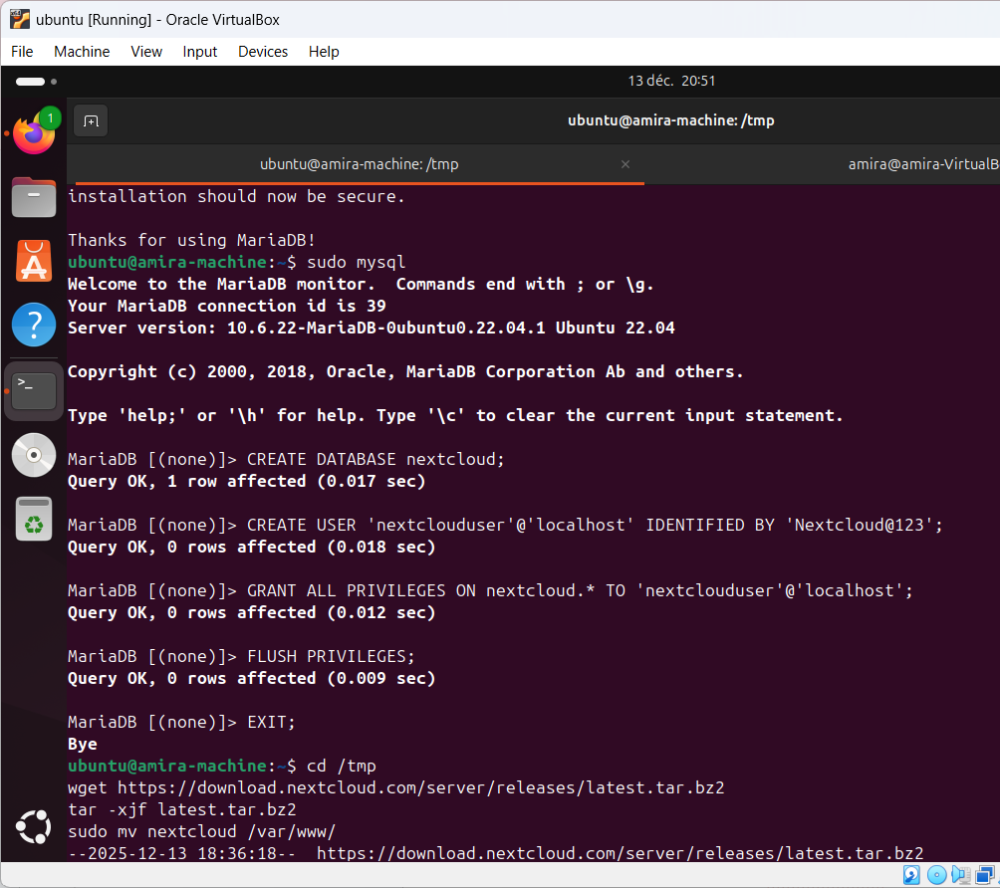 ubuntu [Running] - Oracle VirtualBox
File Machine View Input Devices Help
13 déc. 20:51
1
ubuntu@amira-machine: /tmp
ubuntu@amira-machine: /tmp × amira@amira-VirtualB
installation should now be secure.
Thanks for using MariaDB!
ubuntu@amira-machine:~$ sudo mysql
Welcome to the MariaDB monitor.  Commands end with ; or \g.
Your MariaDB connection id is 39
Server version: 10.6.22-MariaDB-0ubuntu0.22.04.1 Ubuntu 22.04
Copyright (c) 2000, 2018, Oracle, MariaDB Corporation Ab and others.
Type 'help;' or '\h' for help. Type '\c' to clear the current input statement.
MariaDB [(none)]> CREATE DATABASE nextcloud;
Query OK, 1 row affected (0.017 sec)
MariaDB [(none)]> CREATE USER 'nextclouduser'@'localhost' IDENTIFIED BY 'Nextcloud@123';
Query OK, 0 rows affected (0.018 sec)
MariaDB [(none)]> GRANT ALL PRIVILEGES ON nextcloud.* TO 'nextclouduser'@'localhost';
Query OK, 0 rows affected (0.012 sec)
MariaDB [(none)]> FLUSH PRIVILEGES;
Query OK, 0 rows affected (0.009 sec)
MariaDB [(none)]> EXIT;
Bye
ubuntu@amira-machine:~$ cd /tmp
wget https://download.nextcloud.com/server/releases/latest.tar.bz2
tar -xjf latest.tar.bz2
sudo mv nextcloud /var/www/
--2025-12-13 18:36:18--  https://download.nextcloud.com/server/releases/latest.tar.bz2